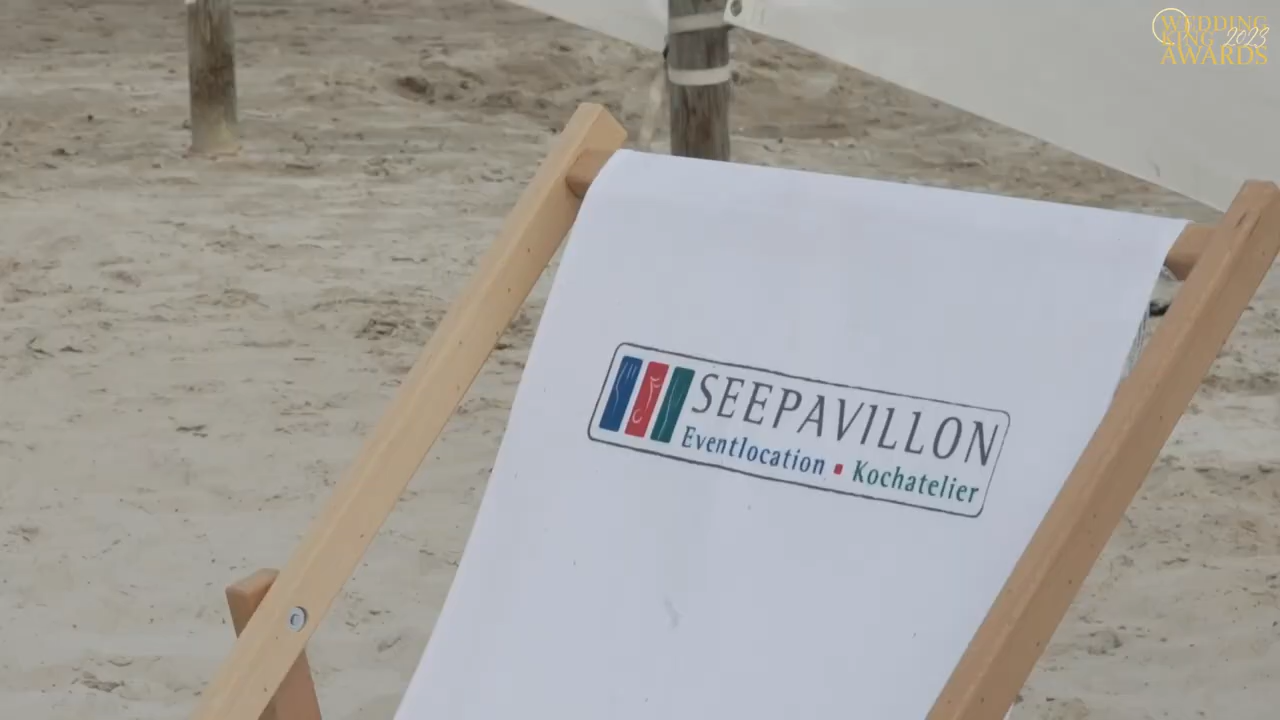 WEDDING
KING 2023
AWARDS
SEEPAVILLON
Eventlocation • Kochatelier